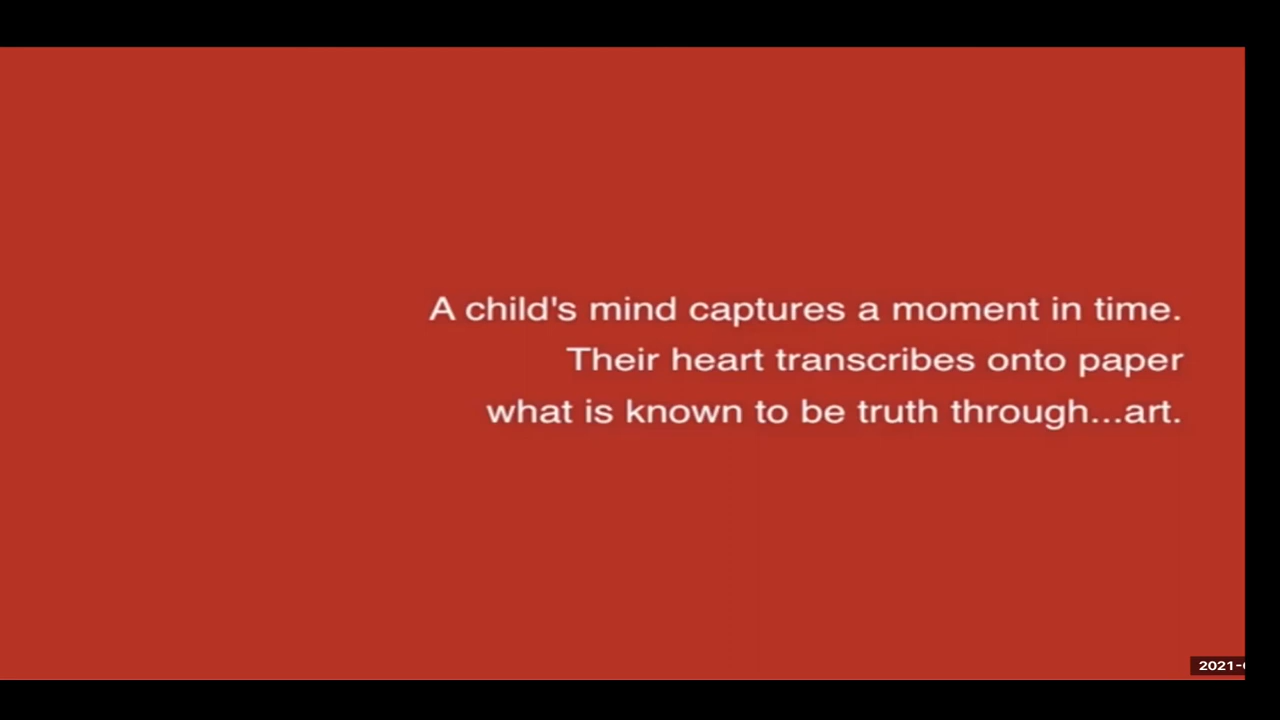 A child's mind captures a moment in time.
Their heart transcribes onto paper
what is known to be truth through...art.
2021-